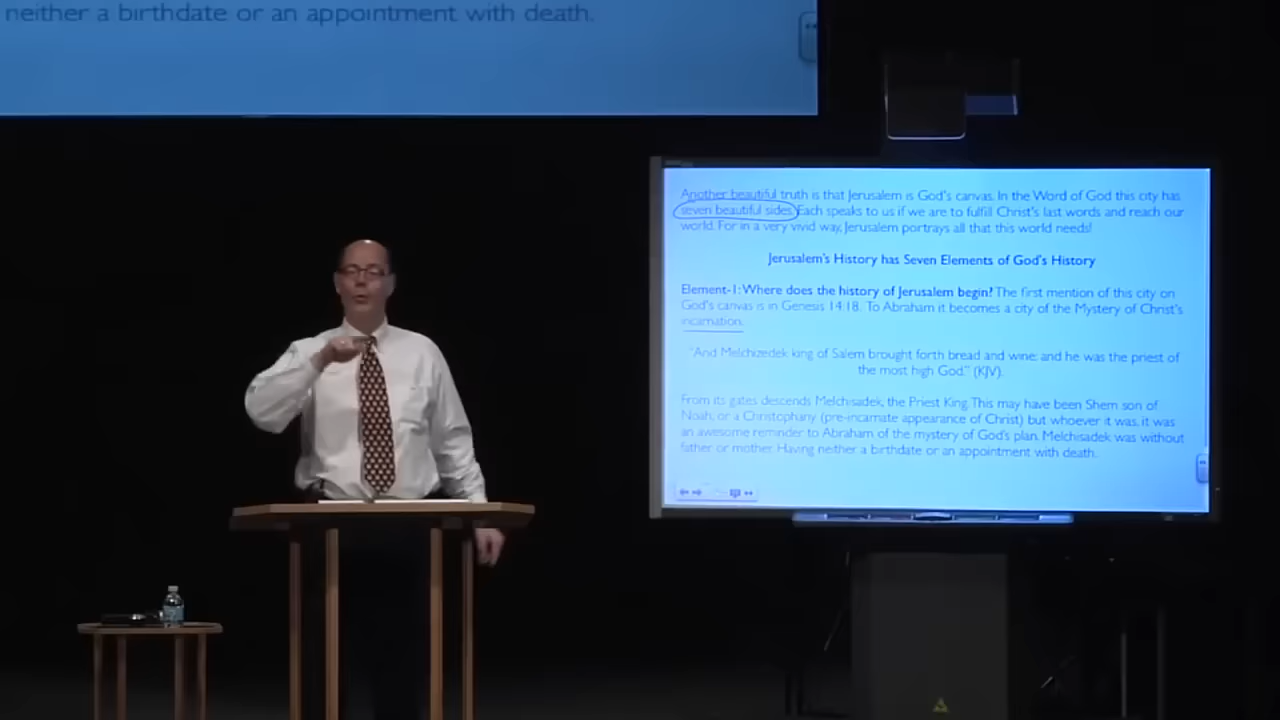 neither a birthdate or an appointment with death.
Another beautiful truth is that Jerusalem is God's canvas. In the Word of God this city has
seven beautiful sides. Each speaks to us if we are to fulfill Christ's last words and reach our
world. For in a very vivid way, Jerusalem portrays all that this world needs!
Jerusalem's History has Seven Elements of God's History
Element-1: Where does the history of Jerusalem begin? The first mention of this city on
God's canvas is in Genesis 14:18. To Abraham it becomes a city of the Mystery of Christ's
incarnation.
"And Melchizedek king of Salem brought forth bread and wine: and he was the priest of
the most high God." (KJV).
From its gates descends Melchisadek, the Priest King. This may have been Shem son of
Noah, or a Christophany (pre-incarnate appearance of Christ) but whoever it was, it was
an awesome reminder to Abraham of the mystery of God's plan. Melchisadek was without
father or mother. Having neither a birthdate or an appointment with death.